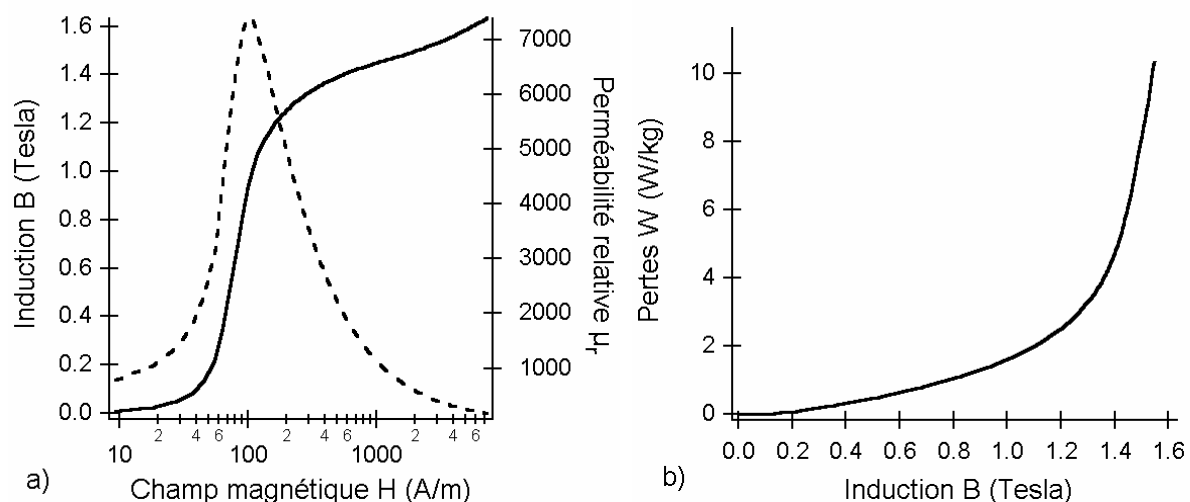 1.6
1.4
1.2
1.0
0.8
0.6
0.4
0.2
0.0
Induction B (Tesla)
7000
6000
5000
4000
3000
2000
1000
Perméabilité relative µr
2 4 6 2 4 6 2 4 6
10 100 1000
Champ magnétique H (A/m)
a)
10
8
6
4
2
0
Pertes W (W/kg)
0.0 0.2 0.4 0.6 0.8 1.0 1.2 1.4 1.6
Induction B (Tesla)
b)